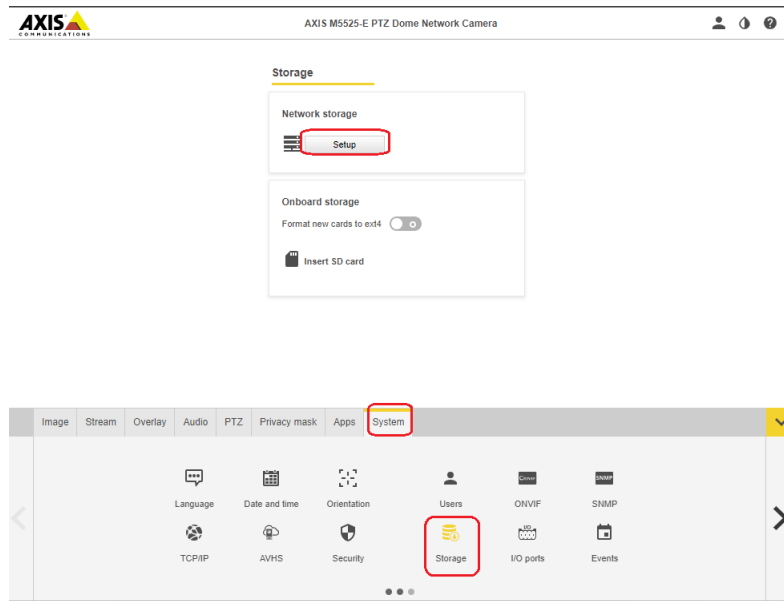 AXIS
COMMUNICATIONS
AXIS M5525-E PTZ Dome Network Camera
Storage
Network storage
Setup
Onboard storage
Format new cards to ext4
Insert SD card
Image Stream Overlay Audio PTZ Privacy mask Apps System
Language Date and time Orientation Users ONVIF SNMP
TCP/IP AVHS Security Storage I/O ports Events